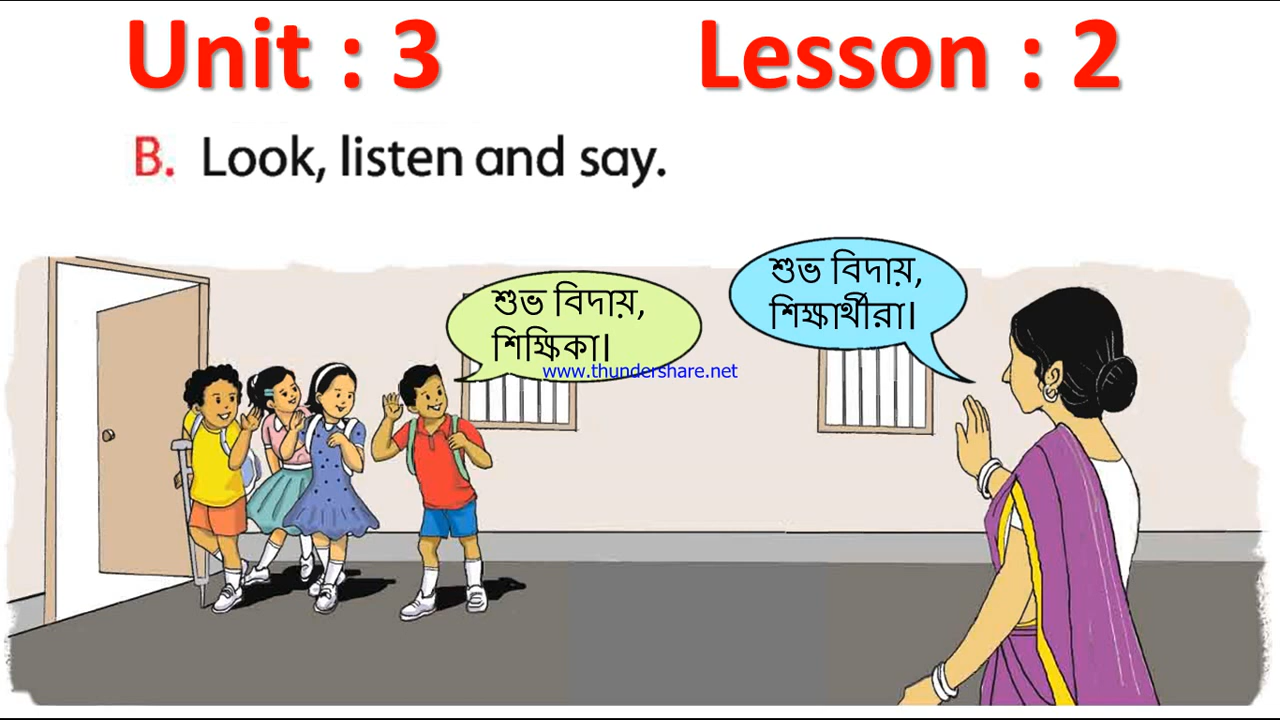 Unit : 3 Lesson : 2
B. Look, listen and say.
শুভ বিদায়,
শিক্ষার্থীরা।
শুভ বিদায়,
শিক্ষিকা।
www.thundershare.net